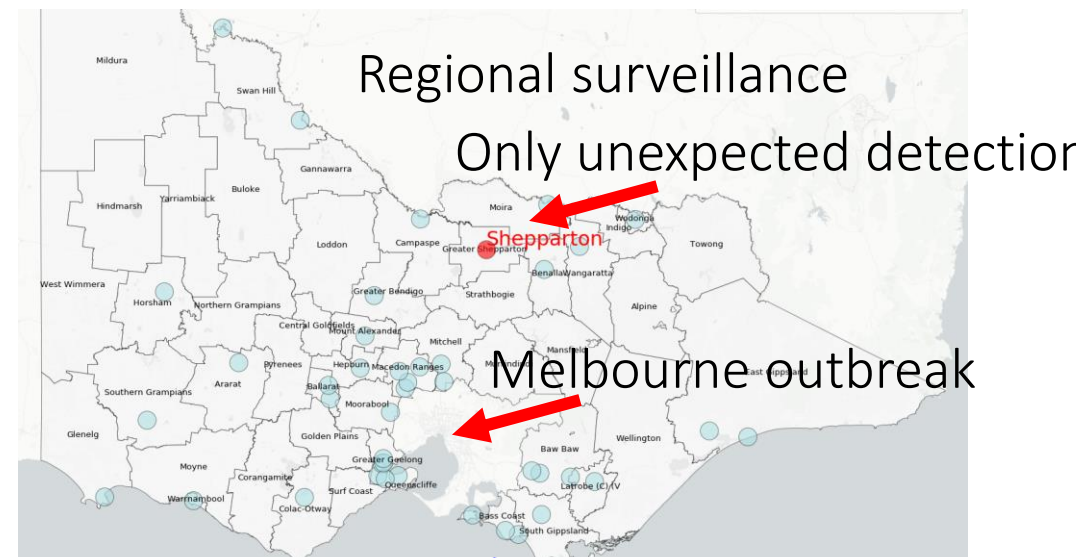 Regional surveillance
Only unexpected detection
Melbourne outbreak
Mildura
Swan Hill
Gannawarra
Buloke
Yarriambiack
Hindmarsh
Moira
Wodonga
Indigo
Towong
Loddon
Campaspe
Greater Shepparton
Shepparton
Benalla
Wangaratta
West Wimmera
Horsham
Northern Grampians
Greater Bendigo
Strathbogie
Alpine
Central Goldfields
Mount Alexander
Mitchell
Mansfield
Pyrenees
Hepburn
Macedon Ranges
East Gippsland
Southern Grampians
Ararat
Ballarat
Moorabool
Glenelg
Golden Plains
Wellington
Baw Baw
Moyne
Corangamite
Greater Geelong
Queenscliffe
Surf Coast
Latrobe (C) (V
Warrnambool
Colac-Otway
Bass Coast
South Gippsland